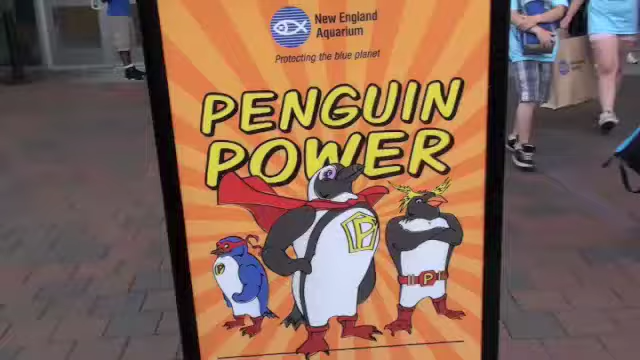 New England
Aquarium
Protecting the blue planet
PENGUIN
POWER
P
P
P